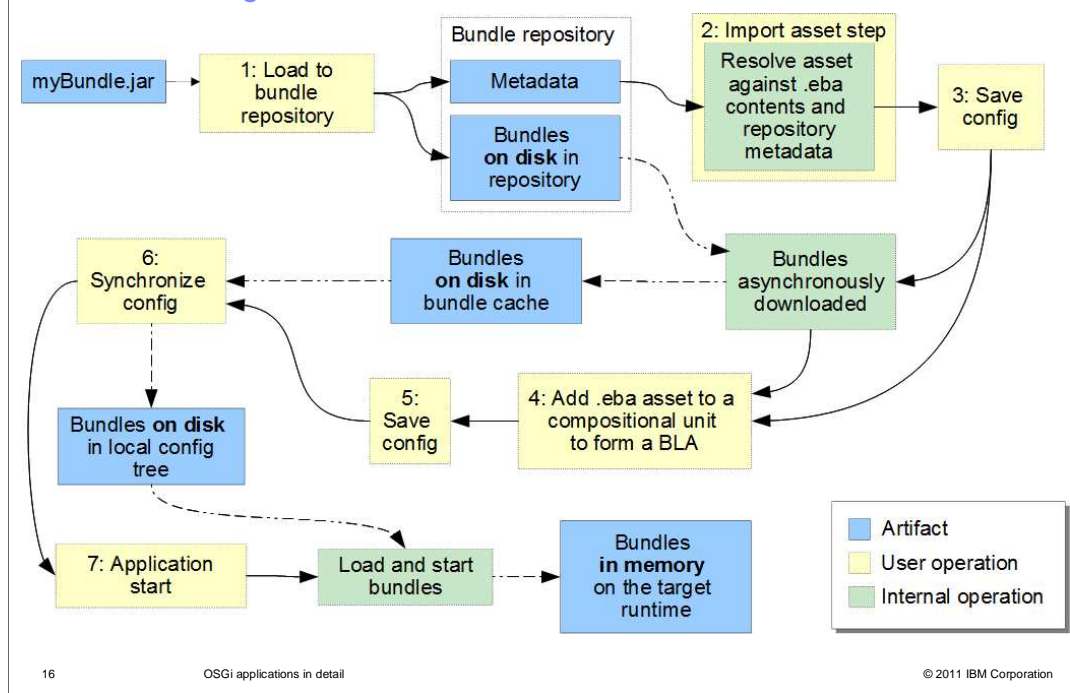 Bundle repository
2: Import asset step
myBundle.jar
1: Load to
bundle
repository
Metadata
Bundles
on disk in
repository
Resolve asset
against .eba
contents and
repository
metadata
3: Save
config
6:
Synchronize
config
Bundles
on disk in
bundle cache
Bundles
asynchronously
downloaded
Bundles on disk
in local config
tree
5:
Save
config
4: Add .eba asset to a
compositional unit
to form a BLA
7: Application
start
Load and start
bundles
Bundles
in memory
on the target
runtime
Artifact
User operation
Internal operation
16
OSGi applications in detail
© 2011 IBM Corporation